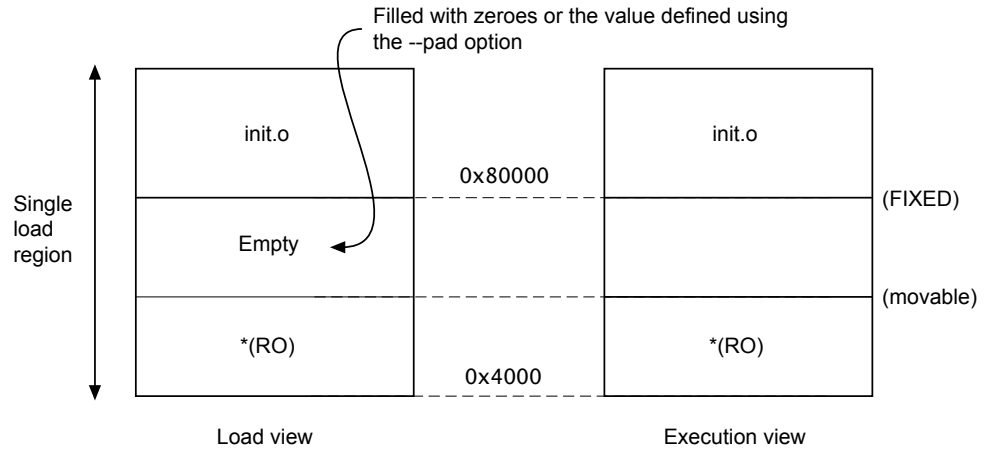 Filled with zeroes or the value defined using
the --pad option
init.o
init.o
0x80000
(FIXED)
Single
load
region
Empty
(movable)
*(RO)
*(RO)
0x4000
Load view
Execution view